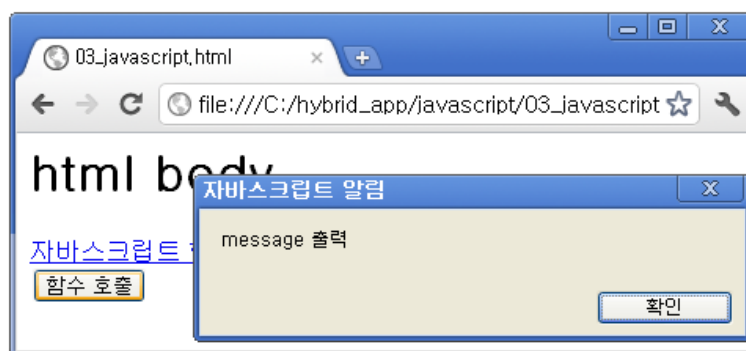 03_javascript.html
file:///C:/hybrid_app/javascript/03_javascript
html body
자바스크립트 알림
message 출력
자바스크립트
함수 호출
확인